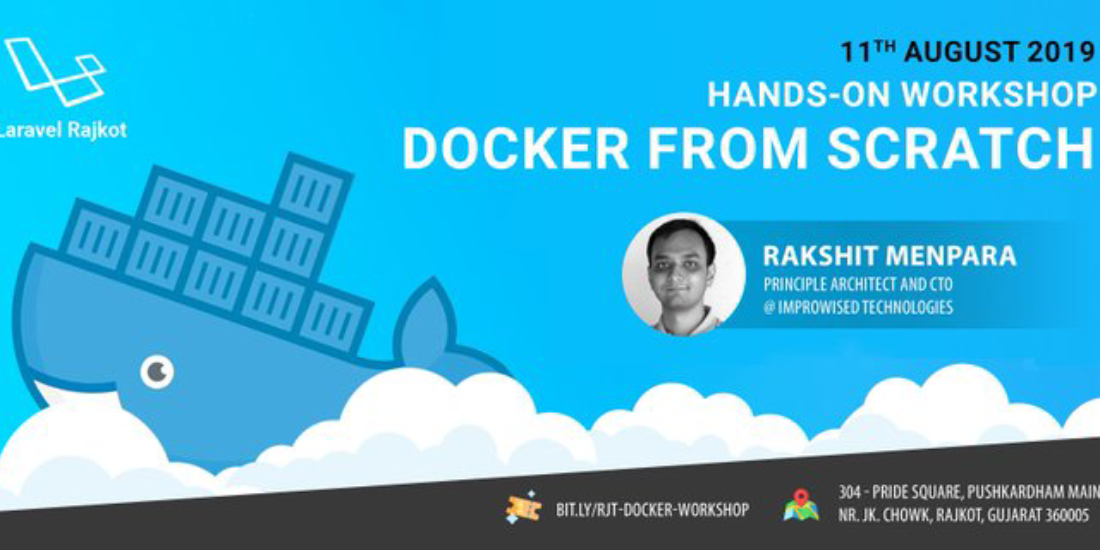 Laravel Rajkot
11TH AUGUST 2019
HANDS-ON WORKSHOP
DOCKER FROM SCRATCH
RAKSHIT MENPARA
PRINCIPLE ARCHITECT AND CTO
@ IMPROWISED TECHNOLOGIES
BIT.LY/RJT-DOCKER-WORKSHOP
304 - PRIDE SQUARE, PUSHKARDHAM MAIN
NR. JK. CHOWK, RAJKOT, GUJARAT 360005